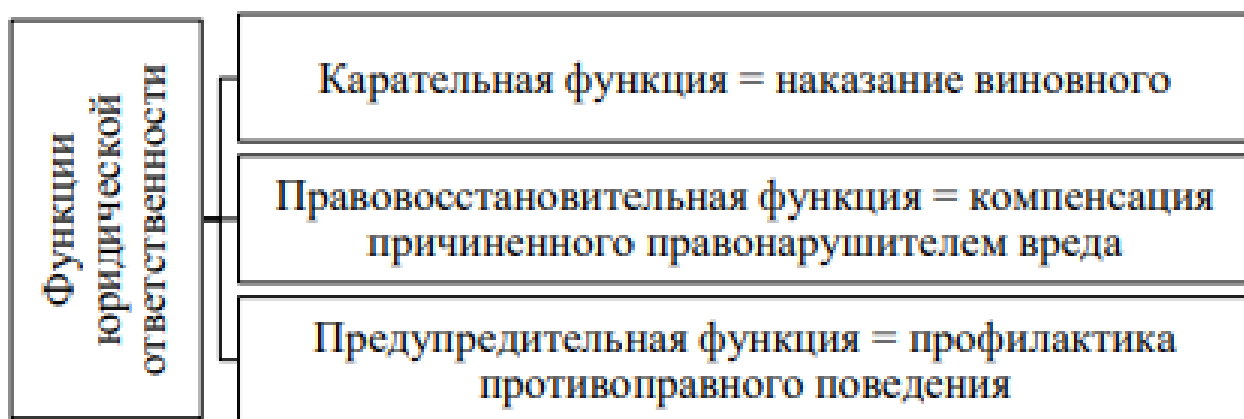 Функции
юридической
ответственности
Карательная функция = наказание виновного
Правовосстановительная функция = компенсация
причиненного правонарушителем вреда
Предупредительная функция = профилактика
противоправного поведения